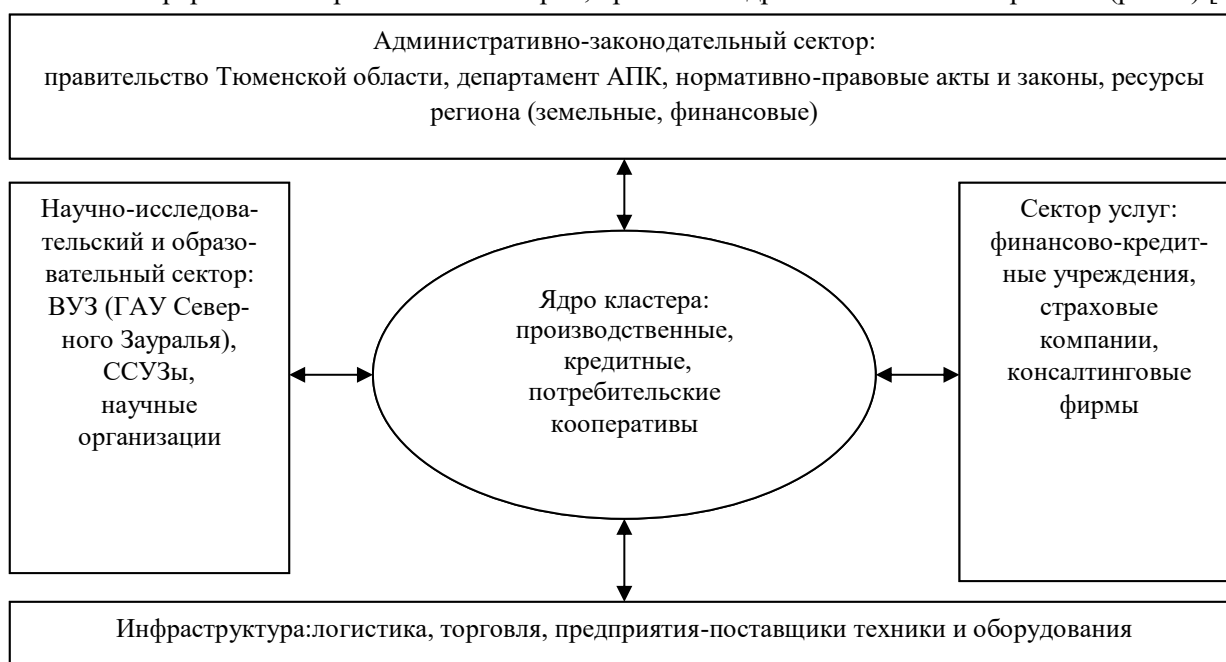 Административно-законодательный сектор:
правительство Тюменской области, департамент АПК, нормативно-правовые акты и законы, ресурсы
региона (земельные, финансовые)
Научно-исследова-
тельский и образо-
вательный сектор:
ВУЗ (ГАУ Север-
ного Зауралья),
ССУЗы,
научные
организации
Ядро кластера:
производственные,
кредитные,
потребительские
кооперативы
Сектор услуг:
финансово-кредит-
ные учреждения,
страховые
компании,
консалтинговые
фирмы
Инфраструктура:логистика, торговля, предприятия-поставщики техники и оборудования